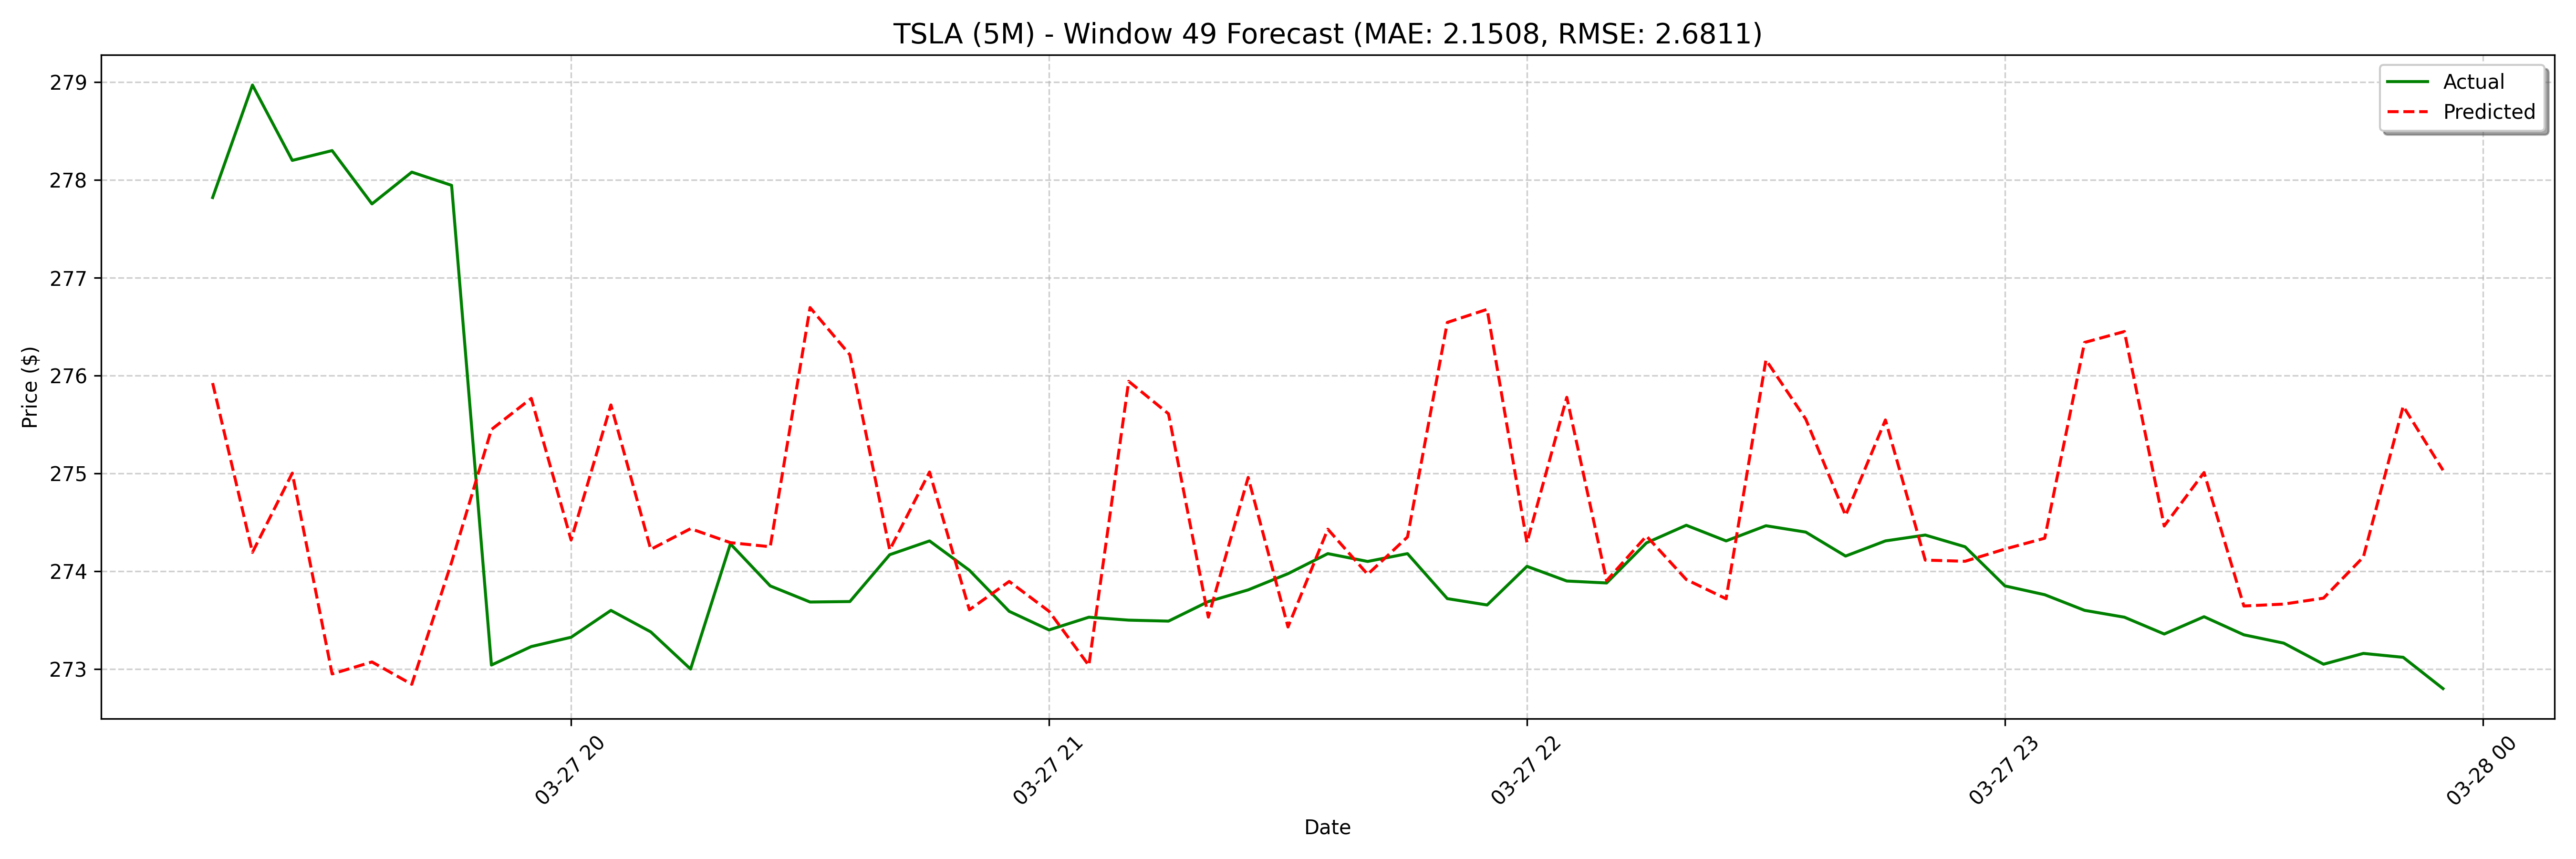 TSLA (5M) - Window 49 Forecast (MAE: 2.1508, RMSE: 2.6811)
Actual
Predicted
Price ($)
279
278
277
276
275
274
273
03-27 20
03-27 21
03-27 22
03-27 23
03-28 00
Date